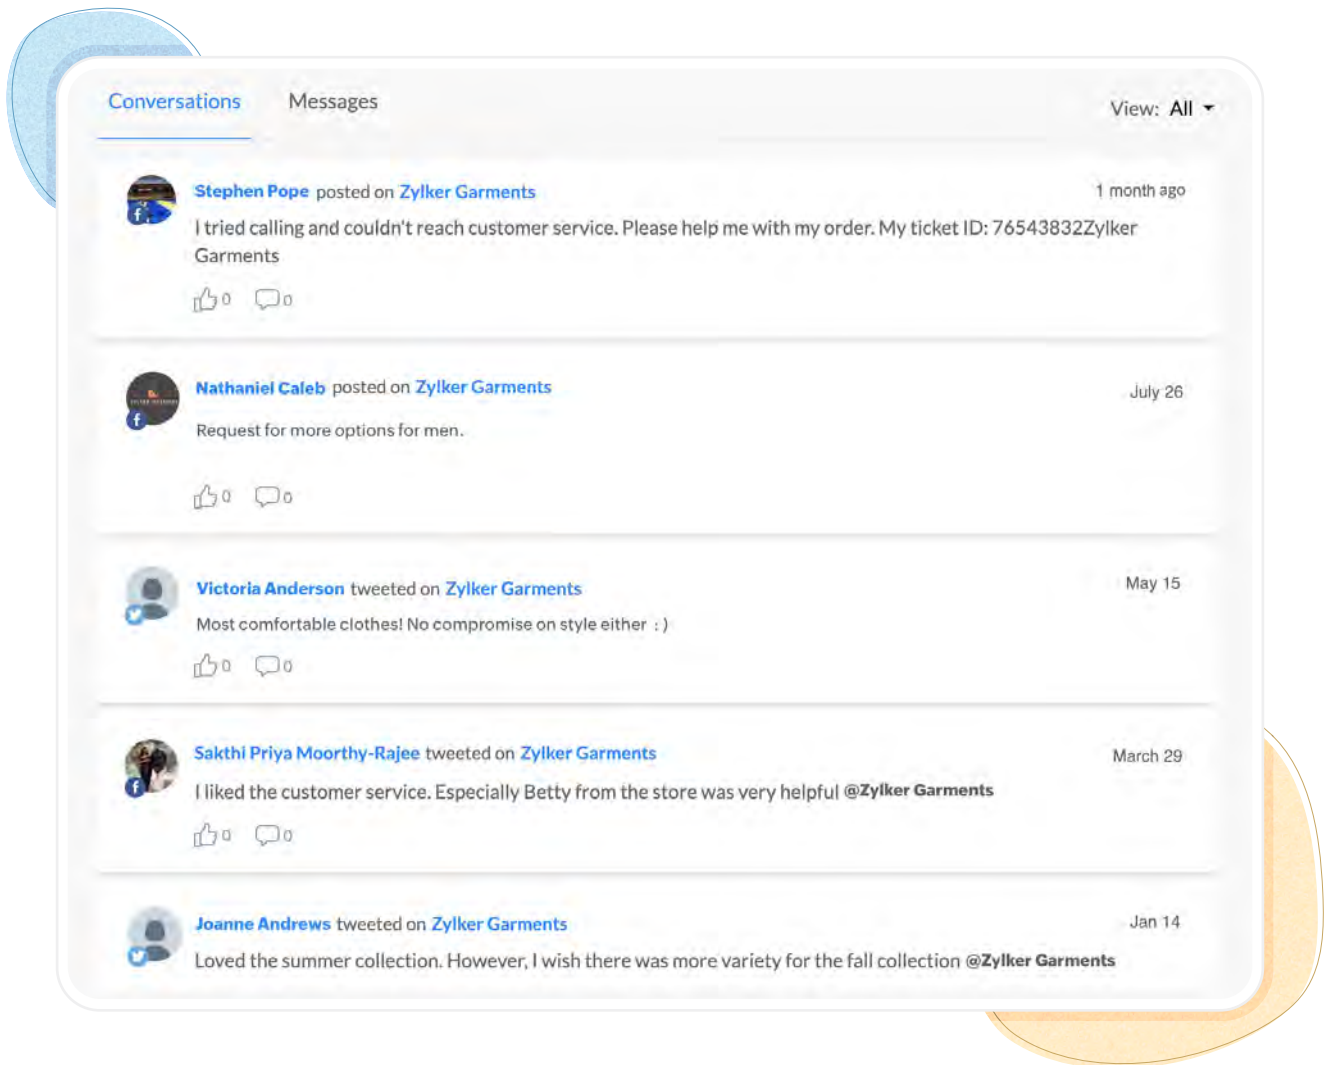 Conversations Messages View: All
Stephen Pope posted on Zylker Garments 1 month ago
I tried calling and couldn't reach customer service. Please help me with my order. My ticket ID: 76543832Zylker
Garments
0 0
Nathaniel Caleb posted on Zylker Garments July 26
Request for more options for men.
0 0
Victoria Anderson tweeted on Zylker Garments May 15
Most comfortable clothes! No compromise on style either : )
0 0
Sakthi Priya Moorthy-Rajee tweeted on Zylker Garments March 29
I liked the customer service. Especially Betty from the store was very helpful @Zylker Garments
0 0
Joanne Andrews tweeted on Zylker Garments Jan 14
Loved the summer collection. However, I wish there was more variety for the fall collection @Zylker Garments